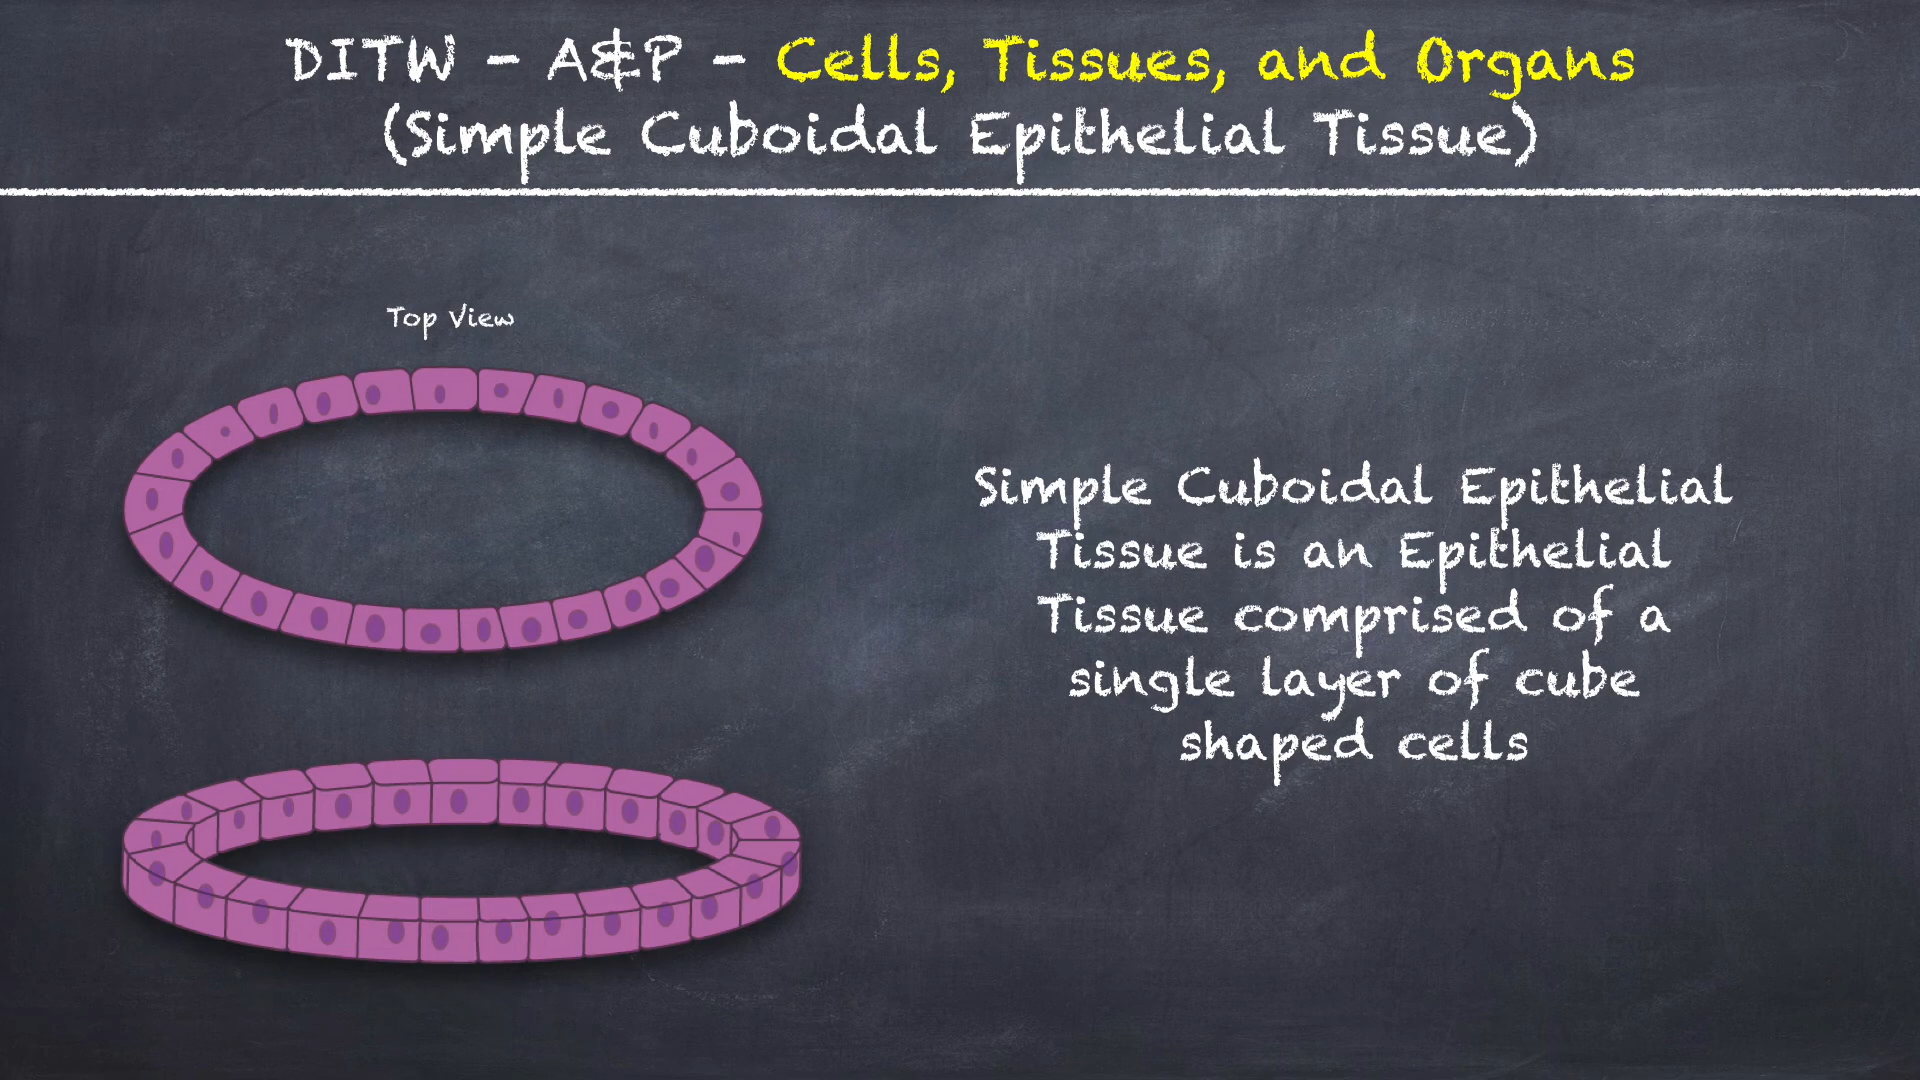 DITW - A&P - Cells, Tissues, and Organs
(Simple Cuboidal Epithelial Tissue)
Top View
Simple Cuboidal Epithelial
Tissue is an Epithelial
Tissue comprised of a
single layer of cube
shaped cells